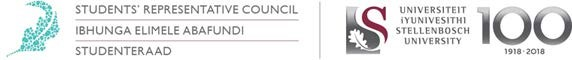 STUDENTS' REPRESENTATIVE COUNCIL
IBHUNGA ELIMELE ABAFUNDI
STUDENTERAAD
UNIVERSITEIT
iYUNIVESITHI
STELLENBOSCH
UNIVERSITY
100
1918·2018